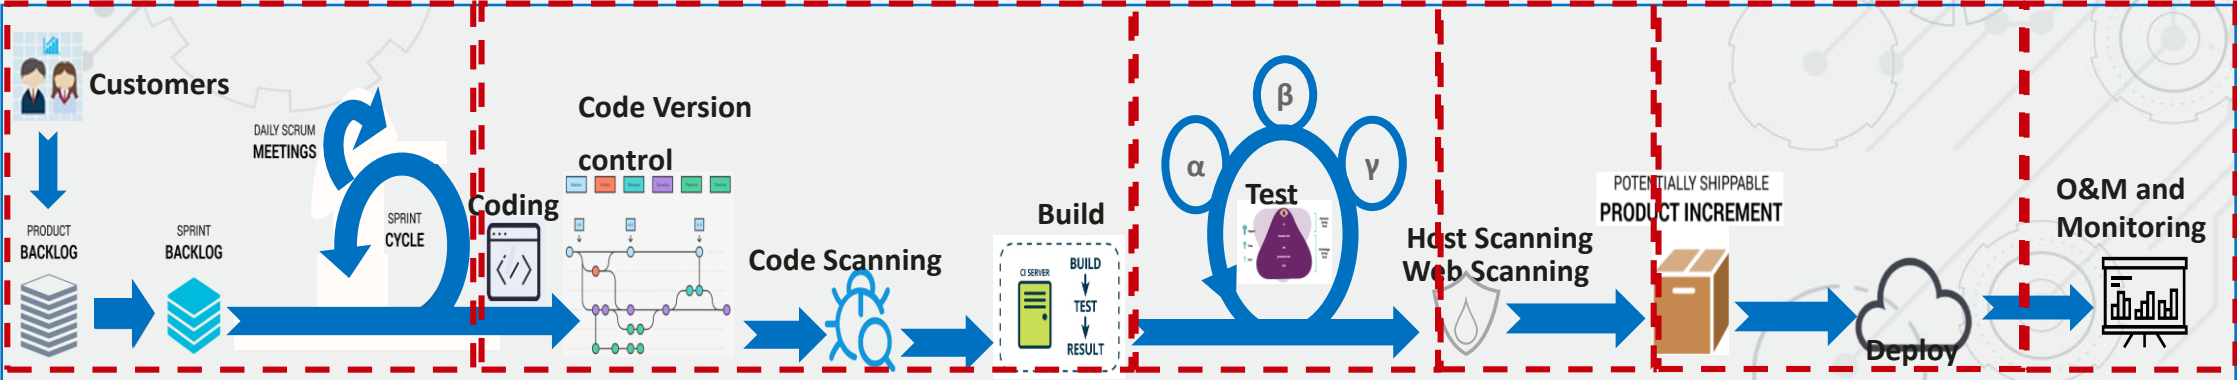 Customers
DAILY SCRUM
MEETINGS
PRODUCT
BACKLOG
SPRINT
BACKLOG
SPRINT
CYCLE
Coding
Code Version
control
Code Scanning
Build
CI SERVER
BUILD
TEST
RESULT
α
β
γ
Test
Host Scanning
Web Scanning
POTENTIALLY SHIPPABLE
PRODUCT INCREMENT
Deploy
O&M and
Monitoring